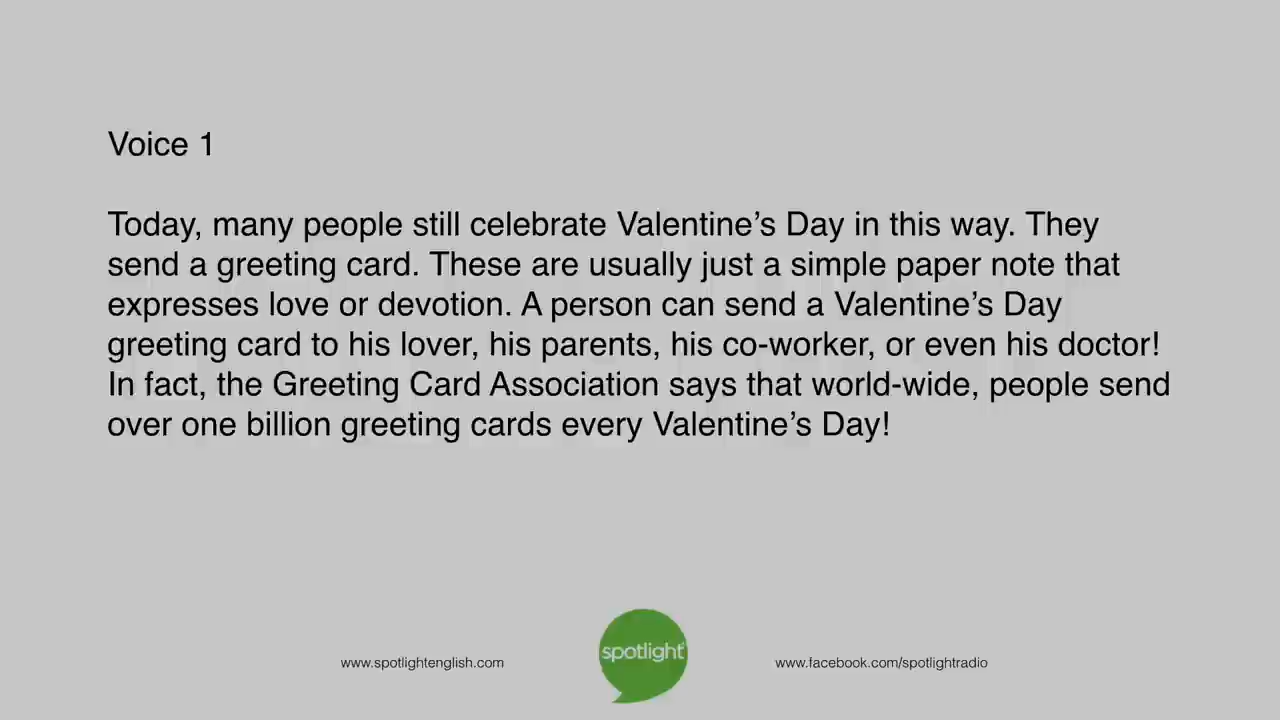 Voice 1
Today, many people still celebrate Valentine’s Day in this way. They
send a greeting card. These are usually just a simple paper note that
expresses love or devotion. A person can send a Valentine’s Day
greeting card to his lover, his parents, his co-worker, or even his doctor!
In fact, the Greeting Card Association says that world-wide, people send
over one billion greeting cards every Valentine’s Day!
www.spotlightenglish.com
spotlight
www.facebook.com/spotlightradio